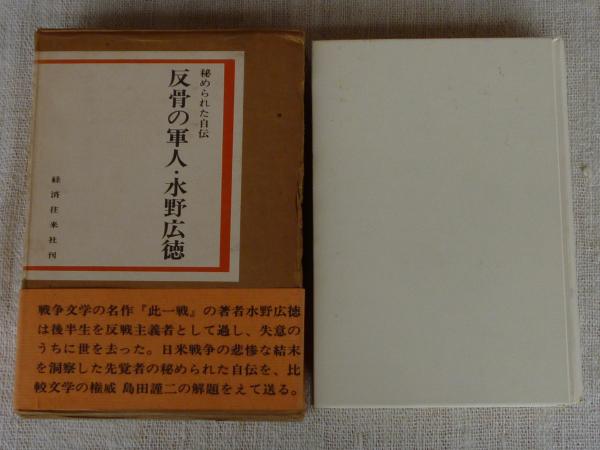 秘められた自伝
反骨の軍人・水野広徳
経済往来社刊
戦争文学の名作『此一戦』の著者水野広徳
は後半生を反戦主義者として過し、失意の
うちに世を去った。日米戦争の悲惨な結末
を洞察した先覚者の秘められた自伝を、比
較文学の権威 島田謹二の解題をえて送る。